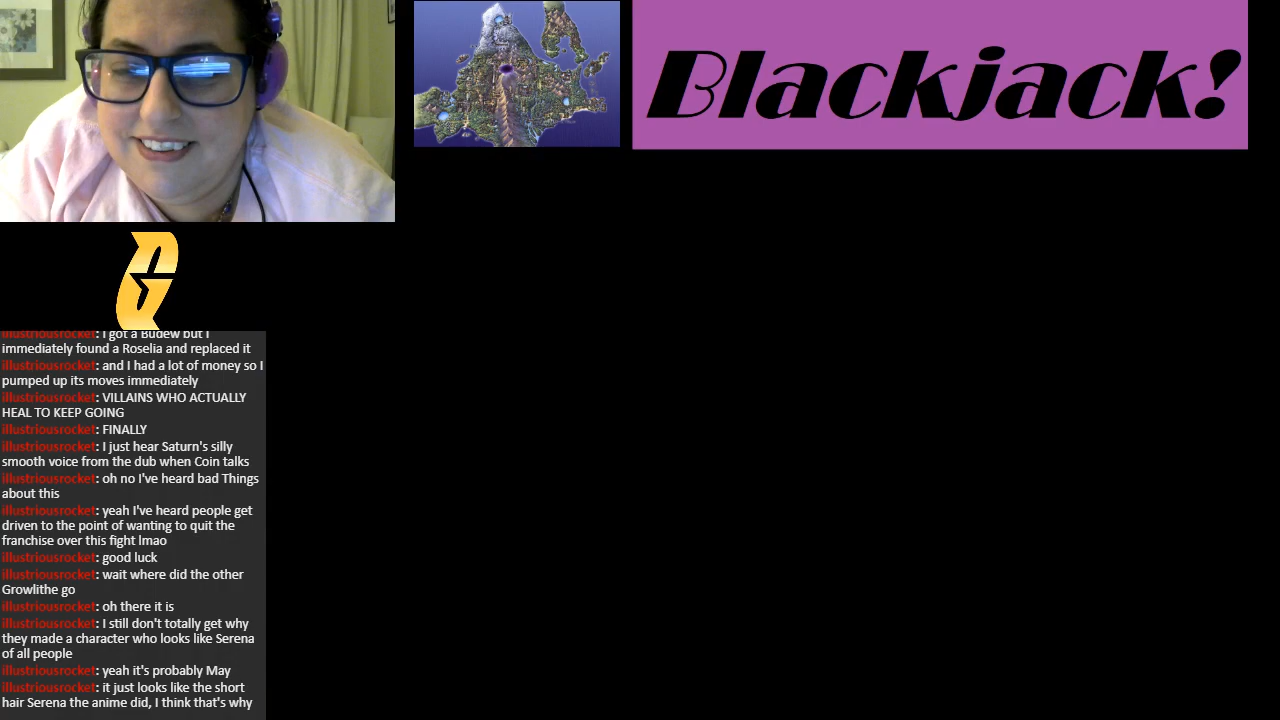 Blackjack!
illustriousrocket: I got a Budew but I
immediately found a Roselia and replaced it
illustriousrocket: and I had a lot of money so I
pumped up its moves immediately
illustriousrocket: VILLAINS WHO ACTUALLY
HEAL TO KEEP GOING
illustriousrocket: FINALLY
illustriousrocket: I just hear Saturn's silly
smooth voice from the dub when Coin talks
illustriousrocket: oh no I've heard bad Things
about this
illustriousrocket: yeah I've heard people get
driven to the point of wanting to quit the
franchise over this fight lmao
illustriousrocket: good luck
illustriousrocket: wait where did the other
Growlithe go
illustriousrocket: oh there it is
illustriousrocket: I still don't totally get why
they made a character who looks like Serena
of all people
illustriousrocket: yeah it's probably May
illustriousrocket: it just looks like the short
hair Serena the anime did, I think that's why